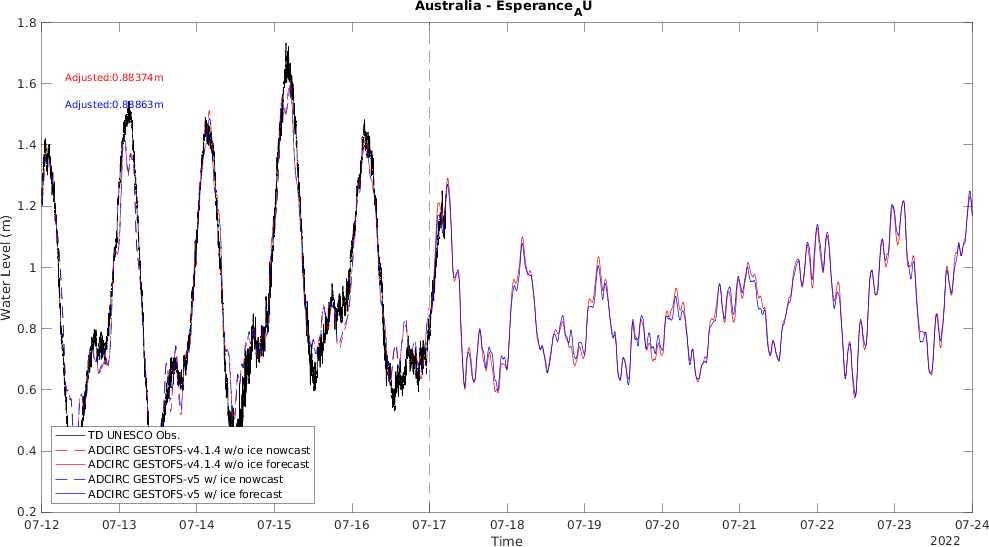 Australia - Esperance_AU
1.8
1.6
1.4
1.2
1
0.8
0.6
0.4
0.2
Water Level (m)
Adjusted:0.88374m
Adjusted:0.83863m
TD UNESCO Obs.
ADCIRC GESTOFS-v4.1.4 w/o ice nowcast
ADCIRC GESTOFS-v4.1.4 w/o ice forecast
ADCIRC GESTOFS-v5 w/ ice nowcast
ADCIRC GESTOFS-v5 w/ ice forecast
07-12 07-13 07-14 07-15 07-16 07-17 07-18 07-19 07-20 07-21 07-22 07-23 07-24
Time
2022